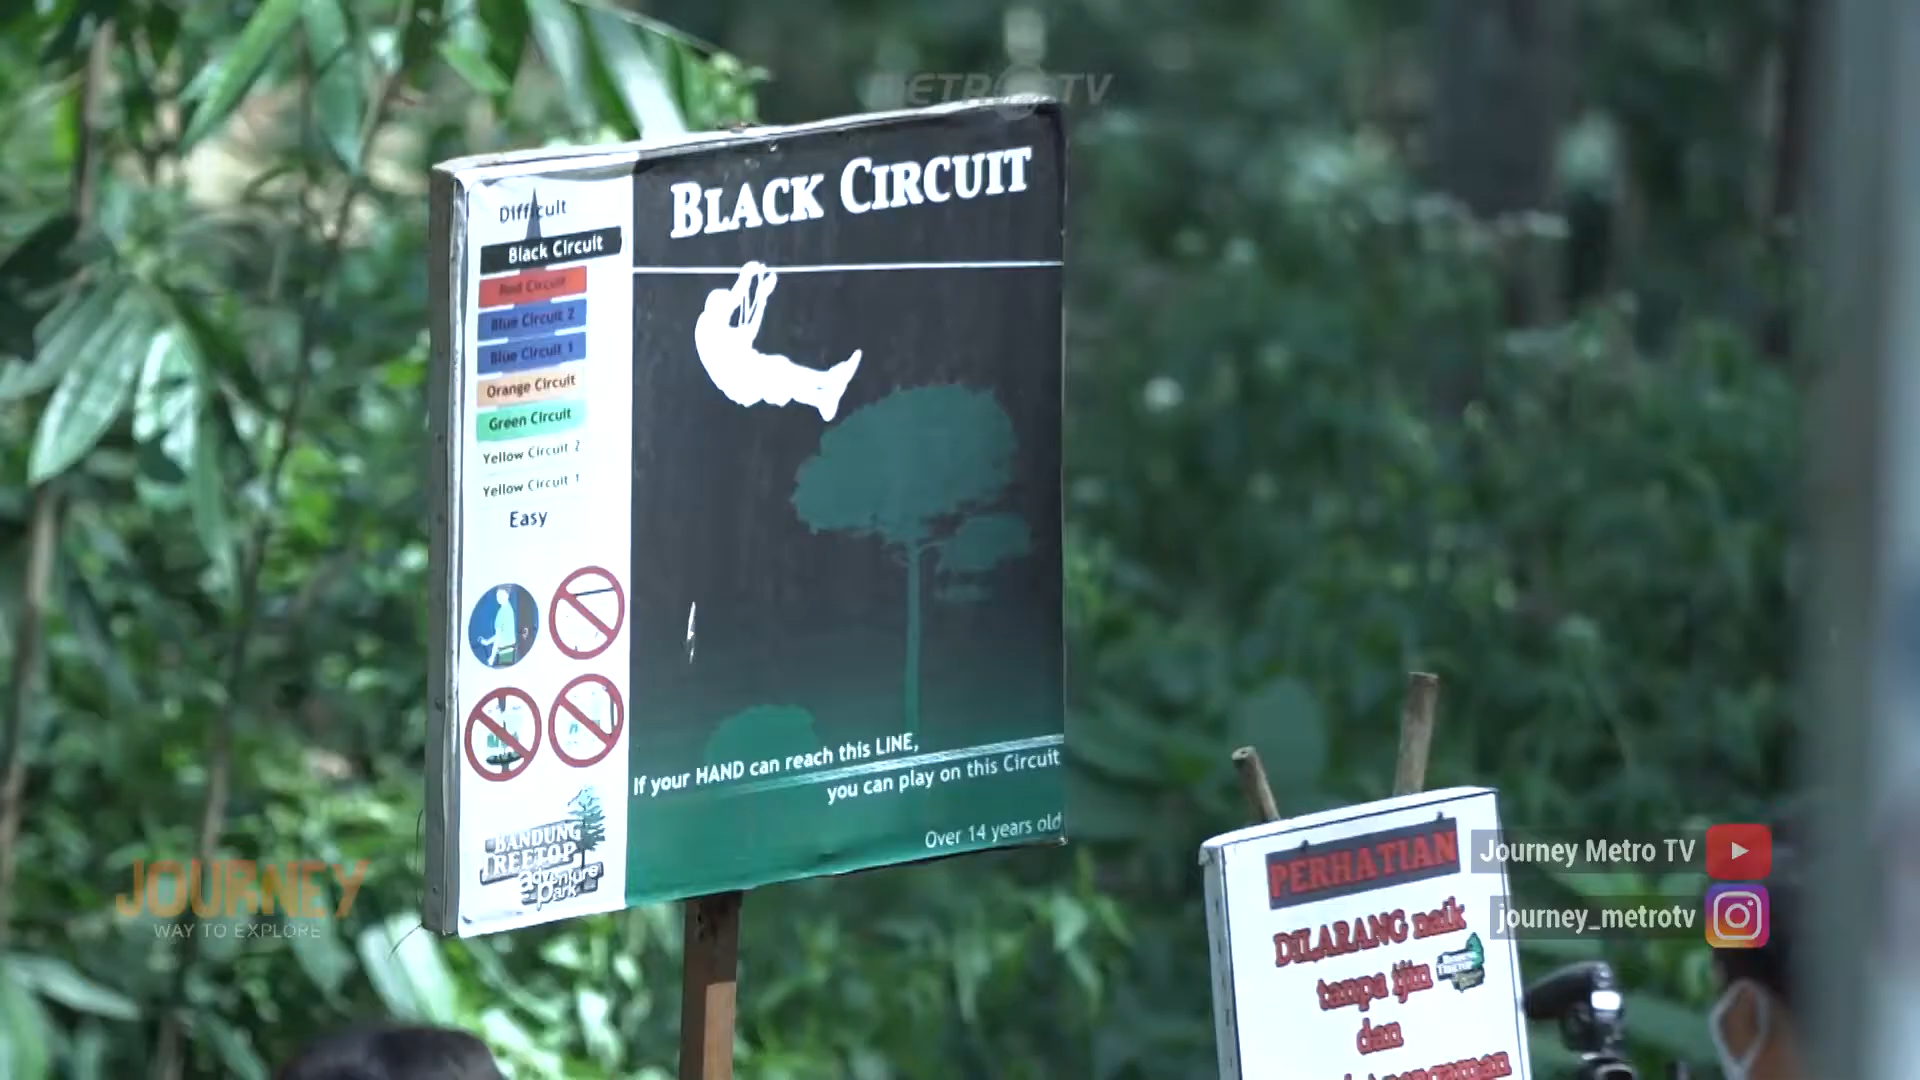 METRO TV
BLACK CIRCUIT
Difficult
Black Circuit
Red Circuit
Blue Circuit 2
Blue Circuit 1
Orange Circuit
Green Circuit
Yellow Circuit 2
Yellow Circuit 1
Easy
If your HAND can reach this LINE,
you can play on this Circuit
Over 14 years old
BANDUNG
TREETOP
adventure
Park
JOURNEY
WAY TO EXPLORE
PERHATIAN
DILARANG naik
tanpa ijin
dan
Journey Metro TV
journey_metrotv